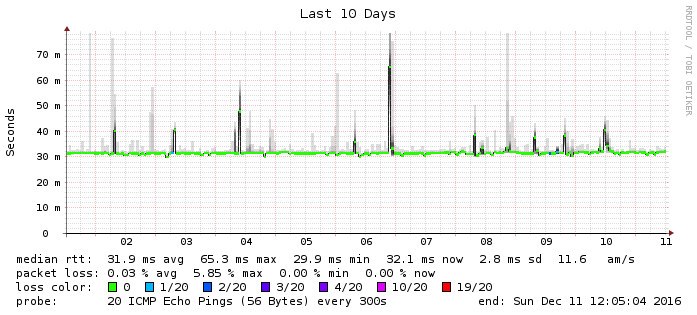 Last 10 Days
RRDTOOL / TOBI OETIKER
Seconds
70 m
60 m
50 m
40 m
30 m
20 m
10 m
0
02 03 04 05 06 07 08 09 10 11
median rtt: 31.9 ms avg 65.3 ms max 29.9 ms min 32.1 ms now 2.8 ms sd 11.6 am/s
packet loss: 0.03 % avg 5.85 % max 0.00 % min 0.00 % now
loss color: 0 1/20 2/20 3/20 4/20 10/20 19/20
probe: 20 ICMP Echo Pings (56 Bytes) every 300s end: Sun Dec 11 12:05:04 2016